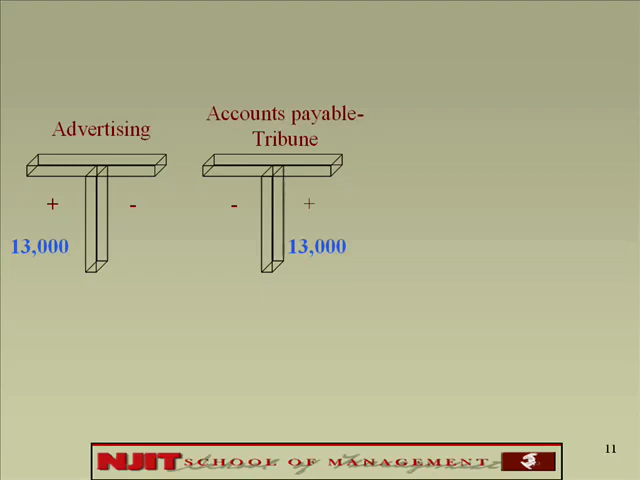 Advertising
Accounts payable-
Tribune
+ -
- +
13,000
13,000
11
NJIT SCHOOL OF MANAGEMENT